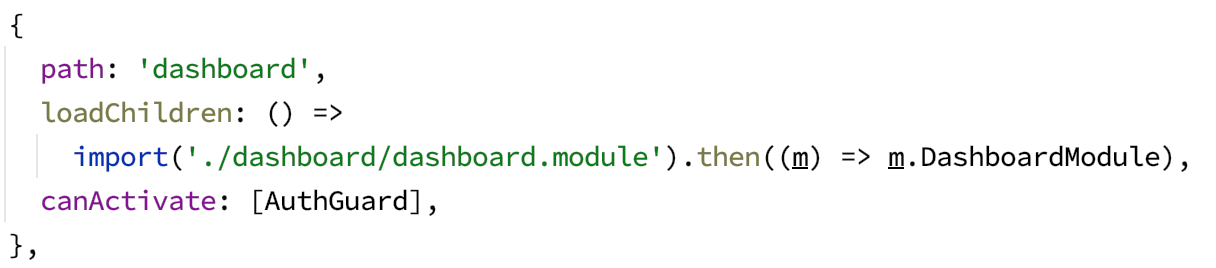 {
  path: 'dashboard',
  loadChildren: () =>
    import('./dashboard/dashboard.module').then((m) => m.DashboardModule),
  canActivate: [AuthGuard],
},